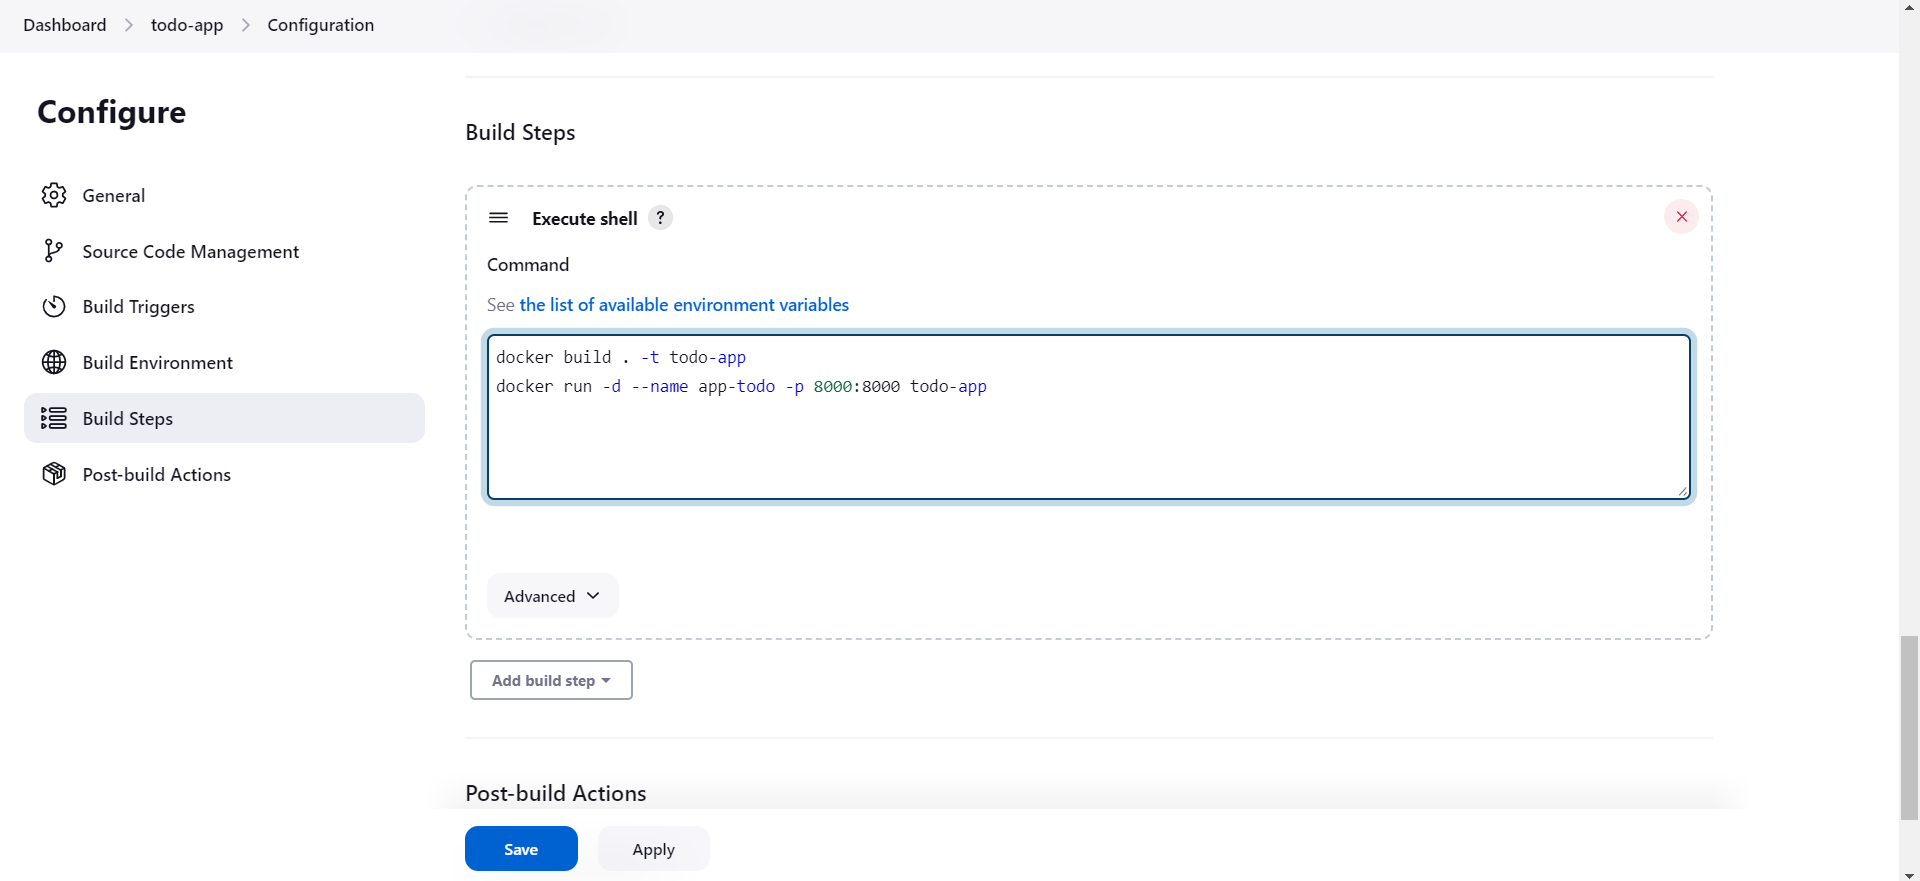 Dashboard > todo-app > Configuration
Configure
General
Source Code Management
Build Triggers
Build Environment
Build Steps
Post-build Actions
Build Steps
Execute shell ?
Command
See the list of available environment variables
docker build . -t todo-app
docker run -d --name app-todo -p 8000:8000 todo-app
Advanced
Add build step
Post-build Actions
Save
Apply